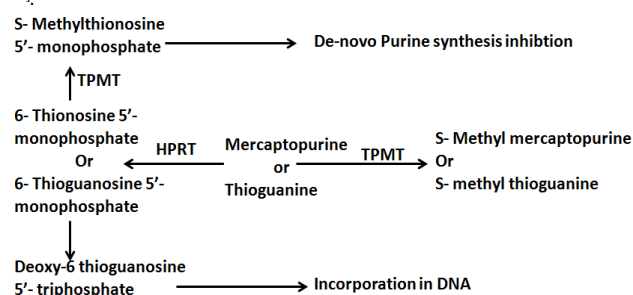 S- Methylthionosine
5’- monophosphate
De-novo Purine synthesis inhibtion
TPMT
6- Thionosine 5’-
monophosphate
Or
6- Thioguanosine 5’-
monophosphate
HPRT
Mercaptopurine
or
Thioguanine
TPMT
S- Methyl mercaptopurine
Or
S- methyl thioguanine
Deoxy-6 thioguanosine
5’- triphosphate
Incorporation in DNA